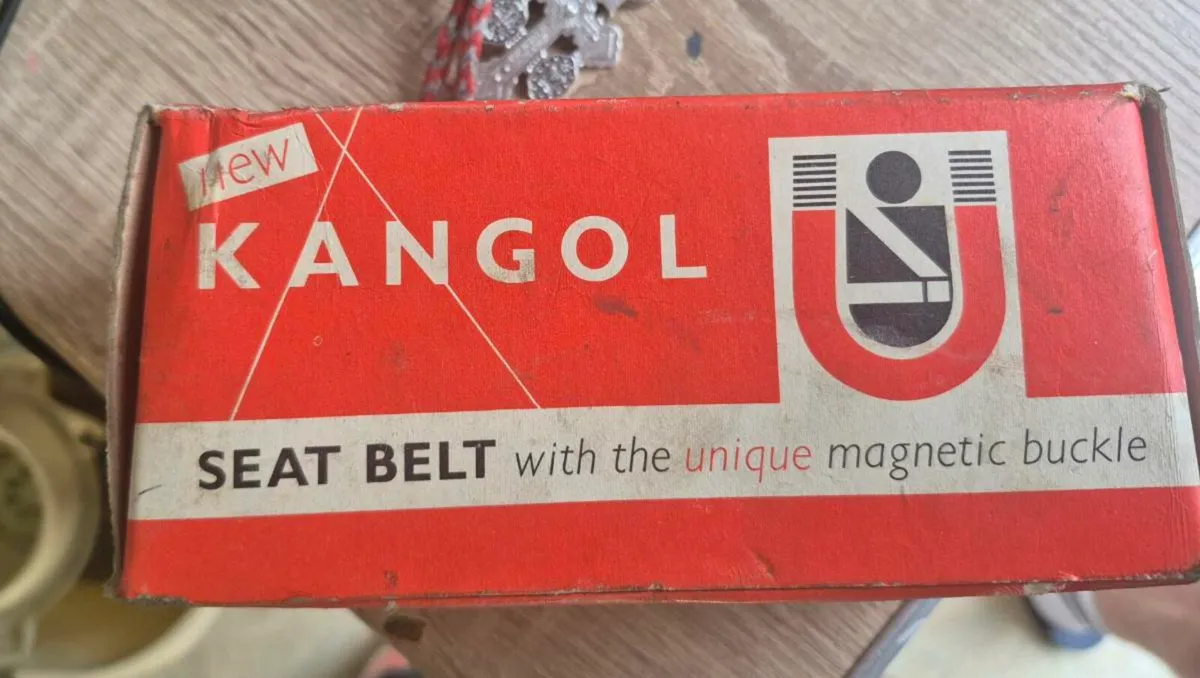 new
KANGOL
SEAT BELT with the unique magnetic buckle